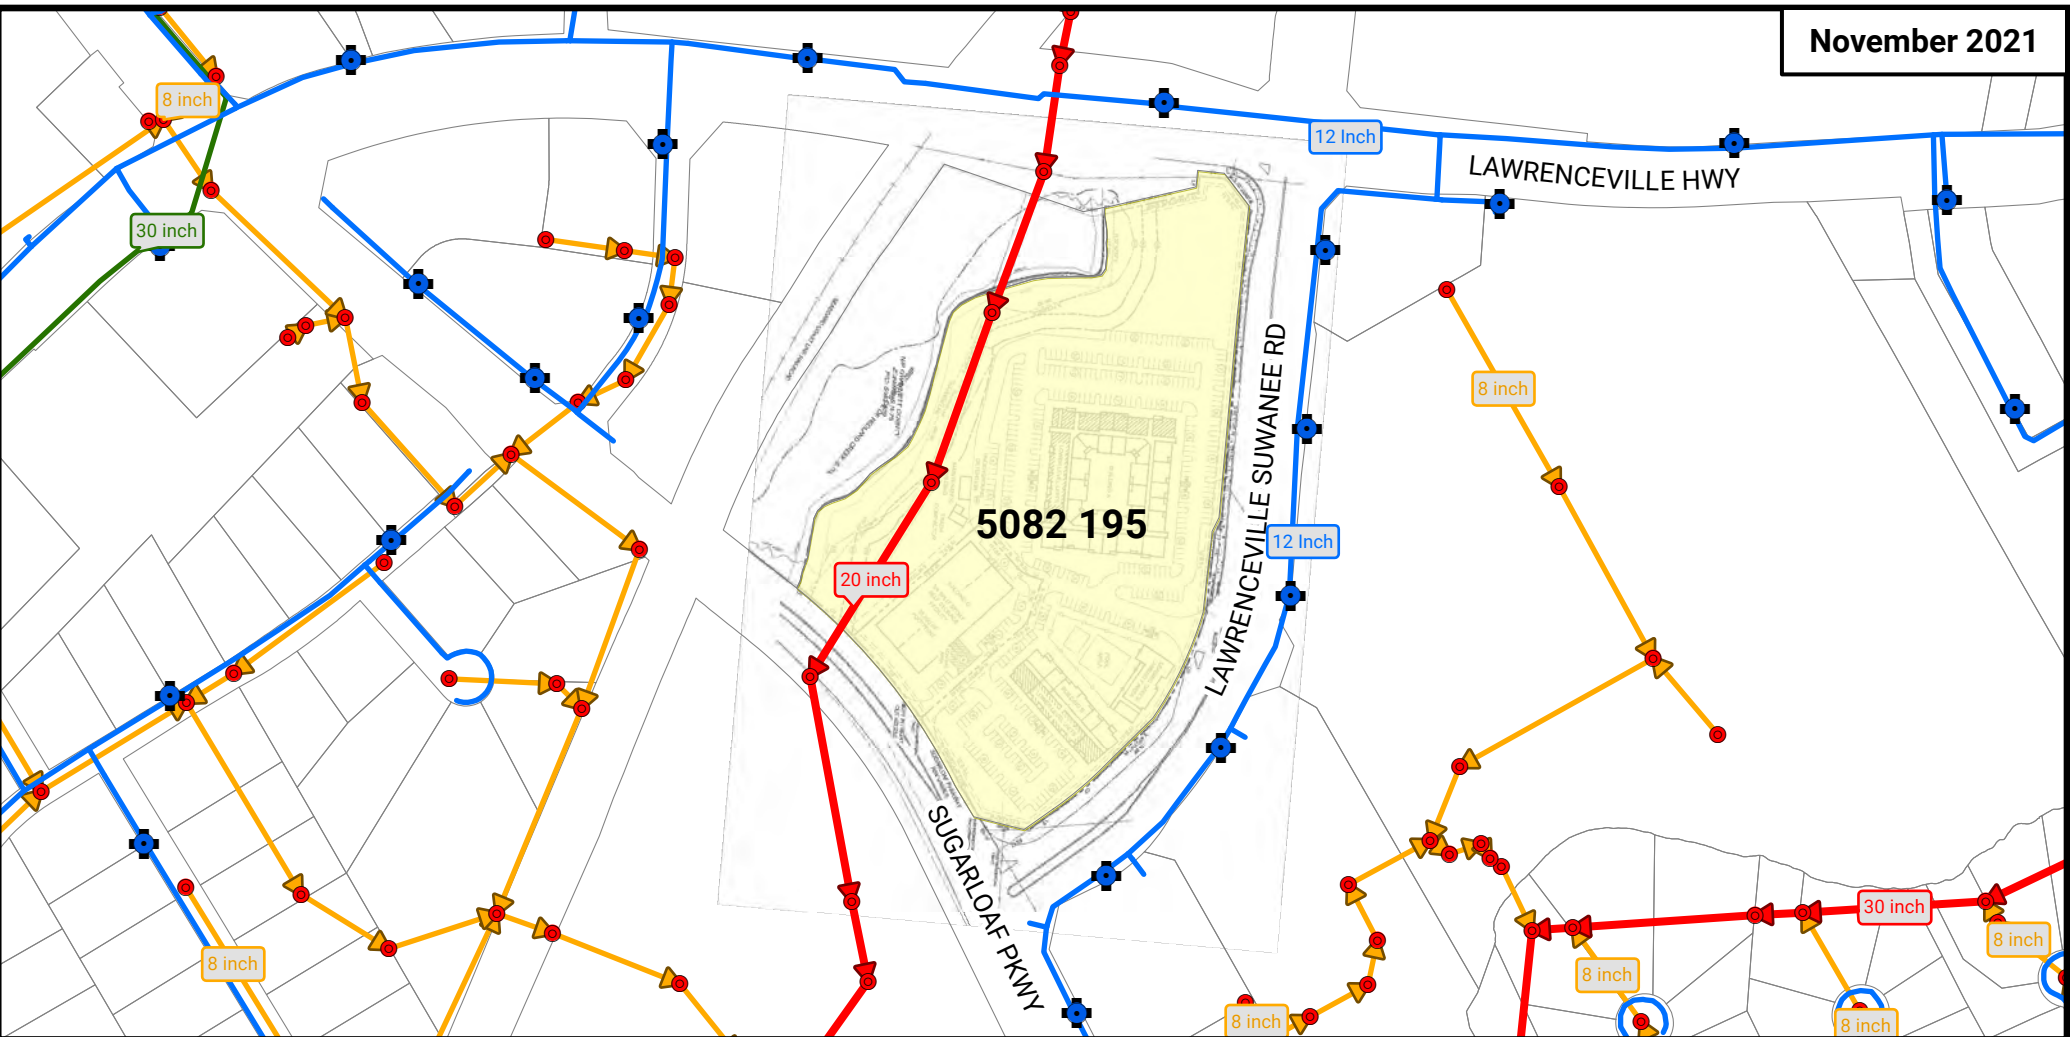 November 2021
8 inch
12 Inch
LAWRENCEVILLE HWY
30 inch
8 inch
LAWRENCEVILLE SUWANEE RD
5082 195
12 Inch
20 inch
SUGARLOAF PKWY
30 inch
8 inch
8 inch
8 inch
8 inch
8 inch